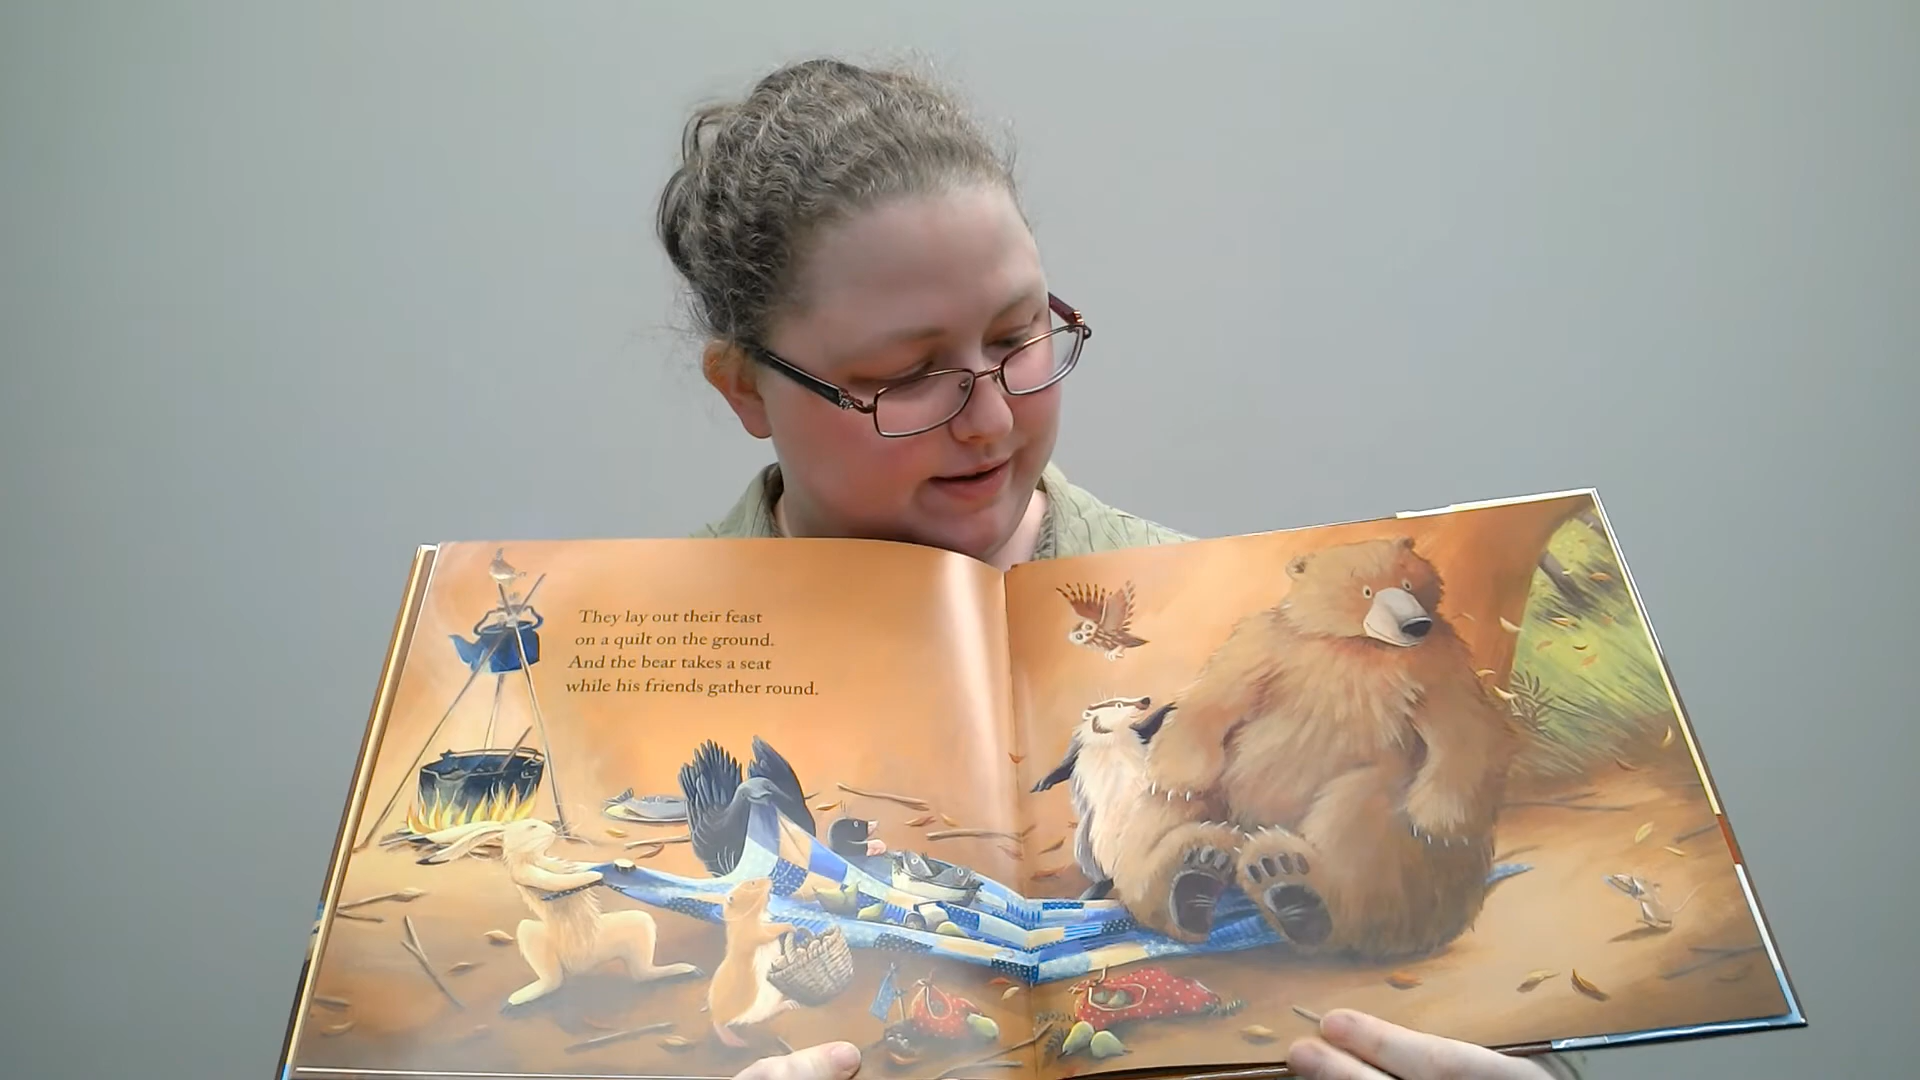 They lay out their feast
on a quilt on the ground.
And the bear takes a seat
while his friends gather round.